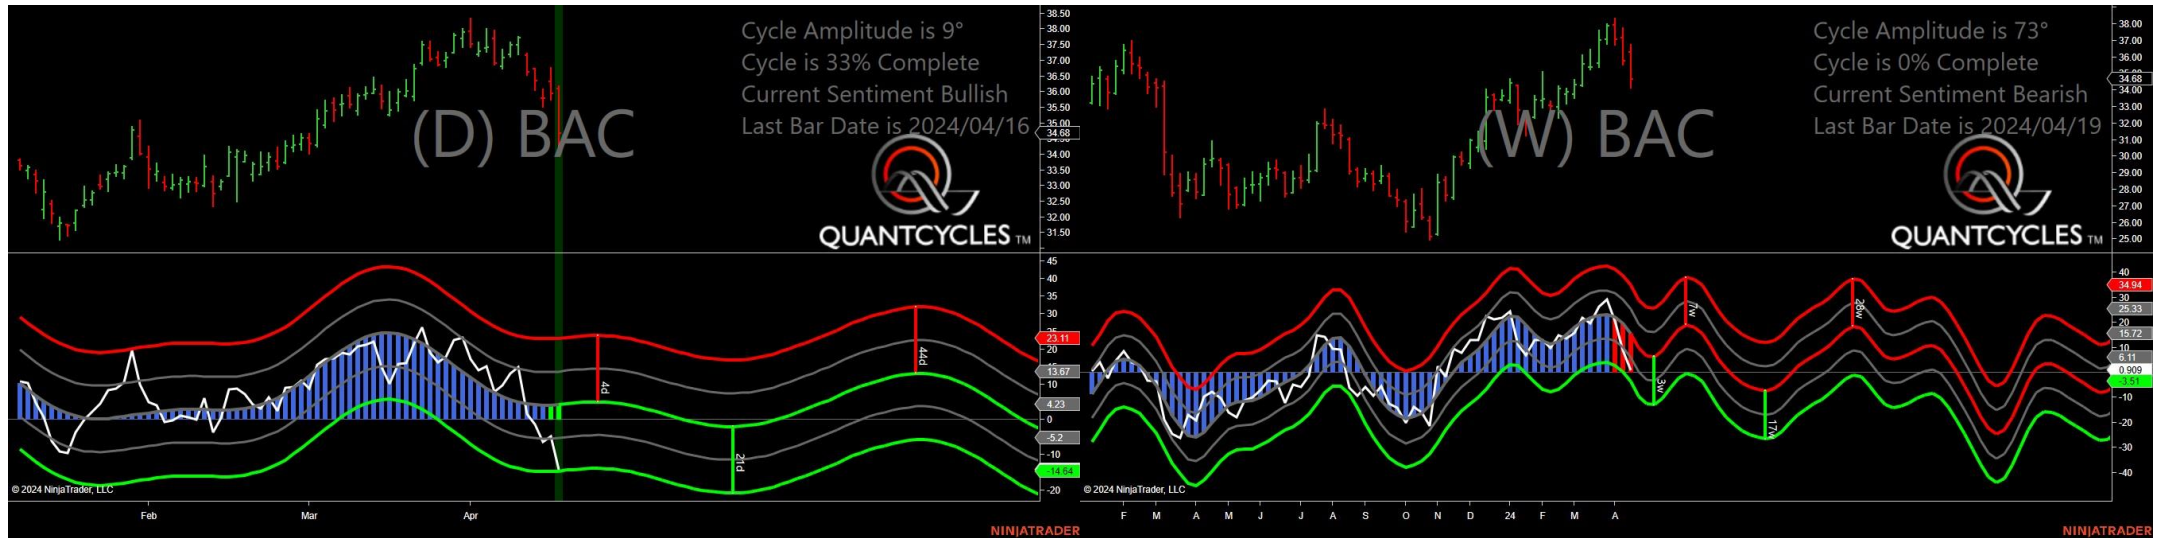 Cycle Amplitude is 9°
Cycle is 33% Complete
Current Sentiment Bullish
Last Bar Date is 2024/04/16
(D) BAC
QUANTCYCLES TM
38.50
38.00
37.50
37.00
36.50
36.00
35.50
35.00
34.68
34.00
33.50
33.00
32.50
32.00
31.50
45
40
35
30
23.11
20
15
13.67
10
4.23
0
-5.2
-10
-14.64
-20
4d
21d
44d
© 2024 NinjaTrader, LLC
Feb Mar Apr
NINJATRADER
Cycle Amplitude is 73°
Cycle is 0% Complete
Current Sentiment Bearish
Last Bar Date is 2024/04/19
(W) BAC
QUANTCYCLES TM
38.00
37.00
36.00
34.68
34.00
33.00
32.00
31.00
30.00
29.00
28.00
27.00
26.00
25.00
40
34.94
30
25.33
20
15.72
10
6.11
0.909
-3.51
-10
-20
-30
-40
3w
7w
17w
28w
© 2024 NinjaTrader, LLC
F M A M J J A S O N D 24 F M A
NINJATRADER